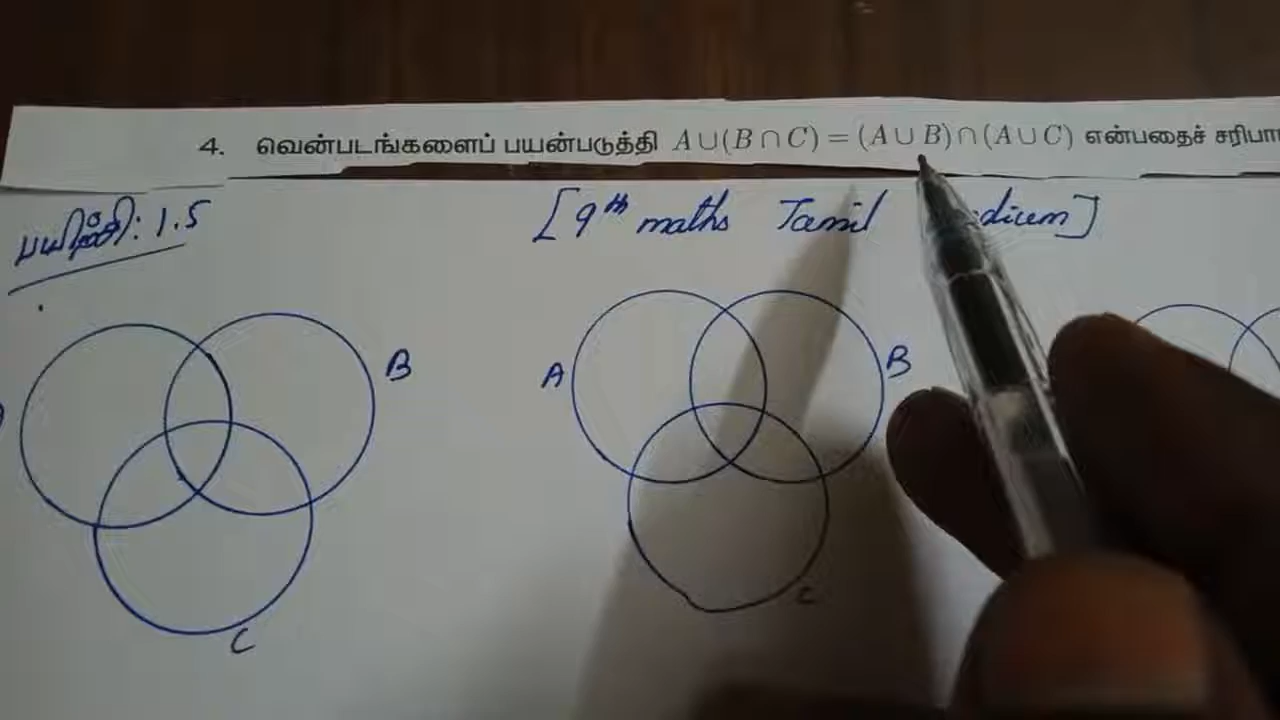 4. வென்படங்களைப் பயன்படுத்தி A∪(B∩C)=(A∪B)∩(A∪C) என்பதைச்
பயிற்சி: 1.5
[9th maths Tamil
B
A
B
C
C